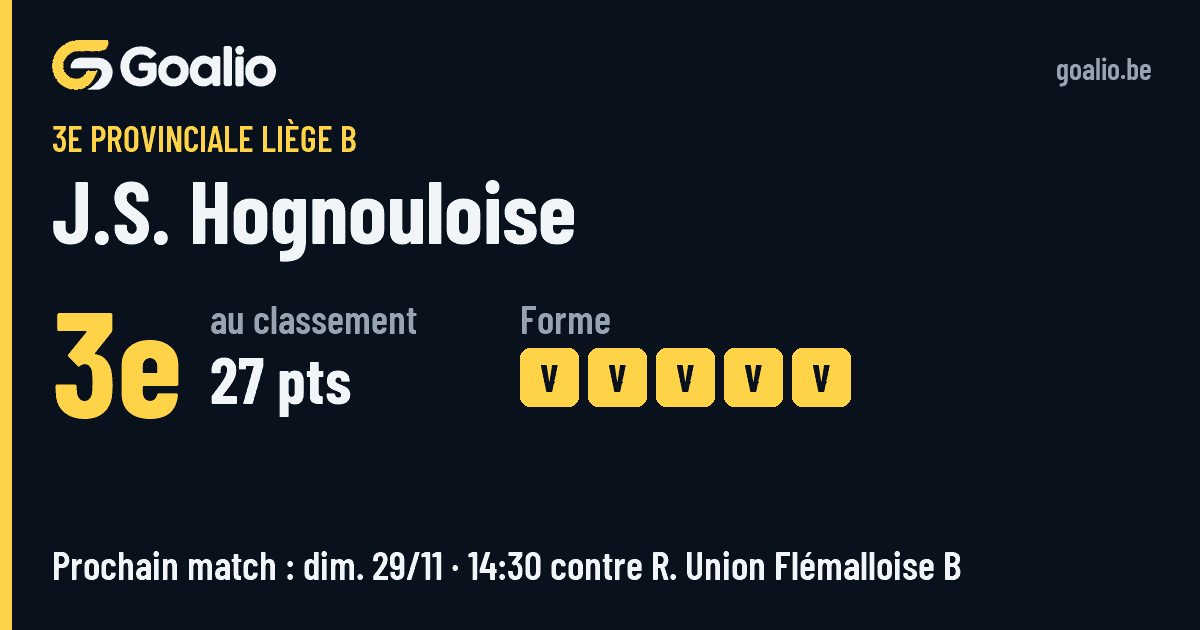 Goalio
goalio.be
3E PROVINCIALE LIÈGE B
J.S. Hognouloise
3e
au classement
27 pts
Forme
V V V V V
Prochain match : dim. 29/11 · 14:30 contre R. Union Flémalloise B